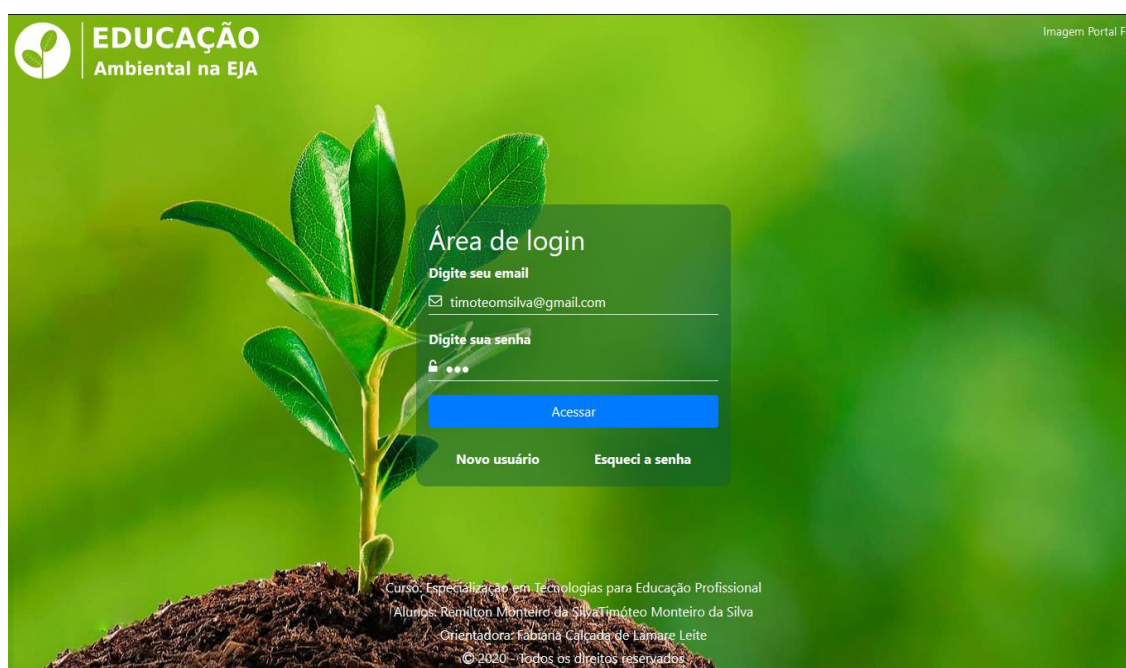 EDUCAÇÃO
Ambiental na EJA
Imagem Portal F
Área de login
Digite seu email
timoteomsilva@gmail.com
Digite sua senha
•••
Acessar
Novo usuário Esqueci a senha
Curso: Especialização em Tecnologias para Educação Profissional
Alunos: Remilton Monteiro da SilvaTimóteo Monteiro da Silva
Orientadora: Fabiana Calçada de Lamare Leite
© 2020 - Todos os direitos reservados